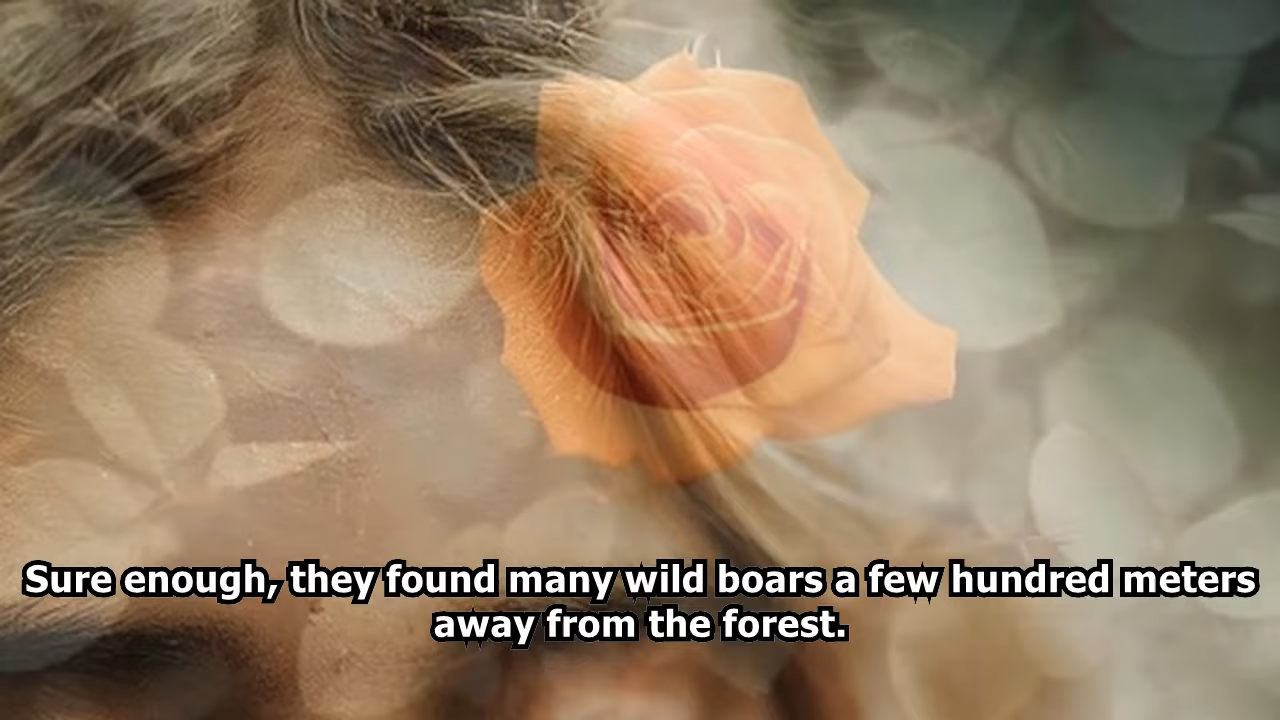 Sure enough, they found many wild boars a few hundred meters
away from the forest.